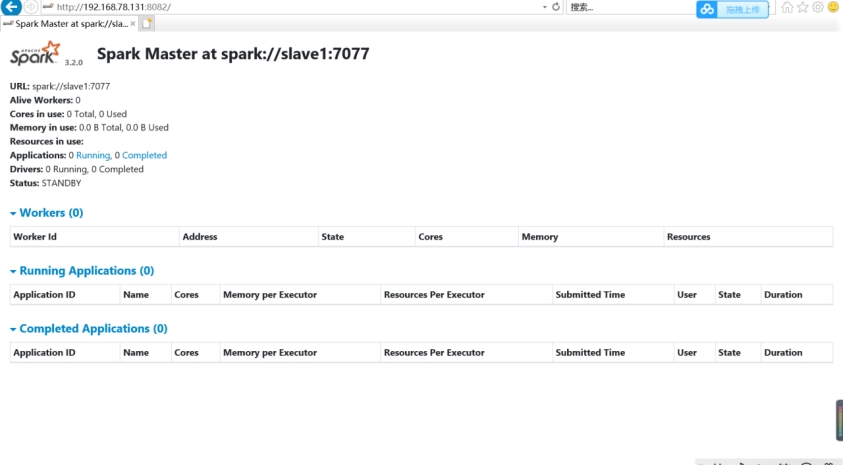 http://192.168.78.131:8082/
搜索...
拖拽上传
Spark Master at spark://sla...
APACHE
Spark 3.2.0
Spark Master at spark://slave1:7077
URL: spark://slave1:7077
Alive Workers: 0
Cores in use: 0 Total, 0 Used
Memory in use: 0.0 B Total, 0.0 B Used
Resources in use:
Applications: 0 Running, 0 Completed
Drivers: 0 Running, 0 Completed
Status: STANDBY
Workers (0)
Worker Id Address State Cores Memory Resources
Running Applications (0)
Application ID Name Cores Memory per Executor Resources Per Executor Submitted Time User State Duration
Completed Applications (0)
Application ID Name Cores Memory per Executor Resources Per Executor Submitted Time User State Duration